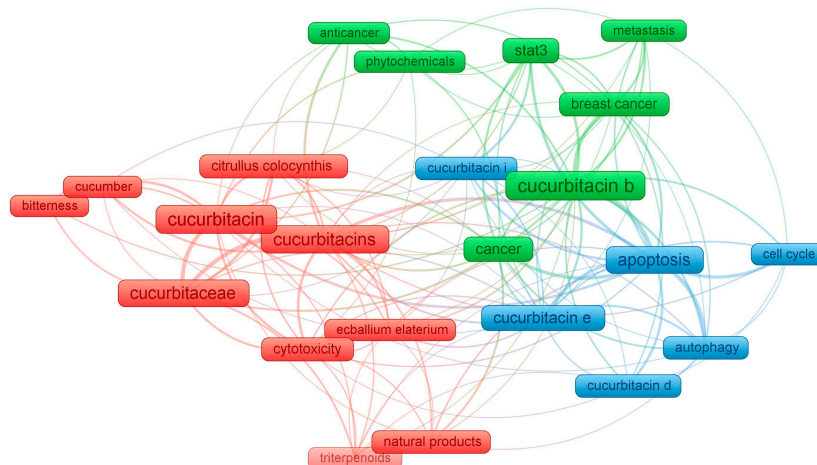 anticancer
metastasis
stat3
phytochemicals
breast cancer
citrullus colocynthis
cucurbitacin i
cucumber
cucurbitacin b
bitterness
cucurbitacin
cucurbitacins
cancer
apoptosis
cell cycle
cucurbitaceae
cucurbitacin e
ecballium elaterium
cytotoxicity
autophagy
cucurbitacin d
natural products
triterpenoids